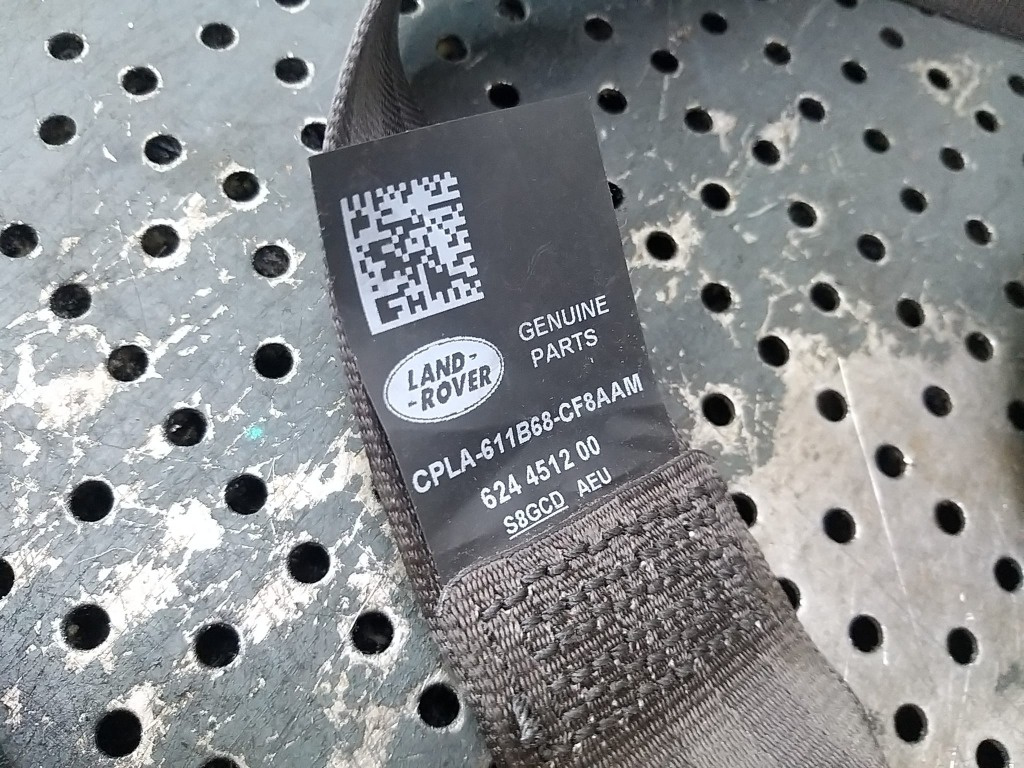 GENUINE
PARTS
LAND-
-ROVER
CPLA-611B68-CF8AAM
624 4512 00
S8GCD AEU